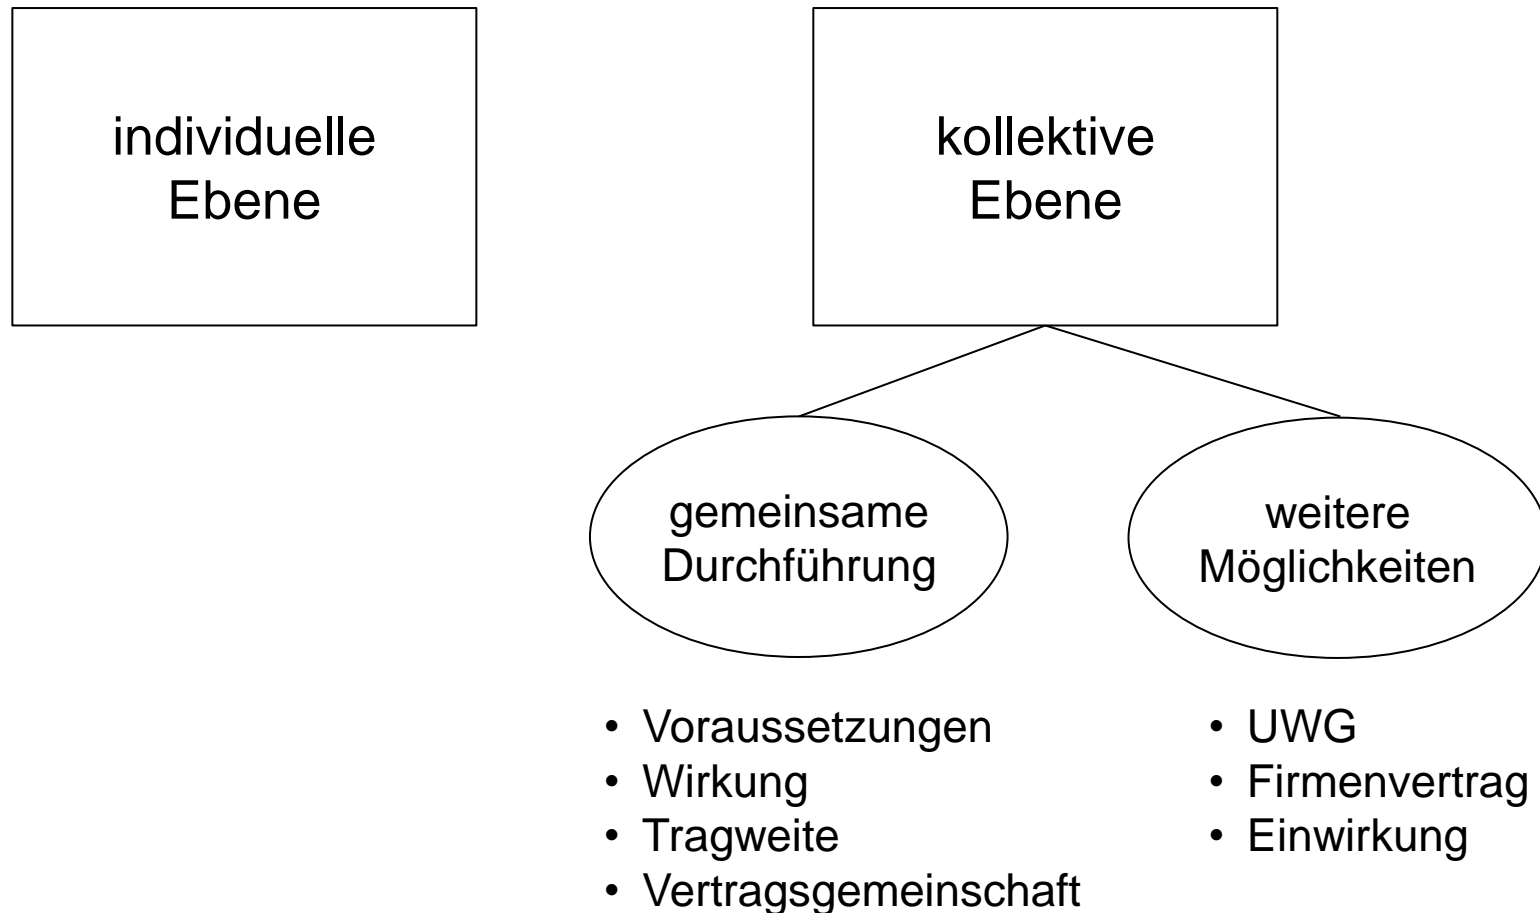 individuelle
Ebene
kollektive
Ebene
gemeinsame
Durchführung
weitere
Möglichkeiten
• Voraussetzungen
• Wirkung
• Tragweite
• Vertragsgemeinschaft
• UWG
• Firmenvertrag
• Einwirkung